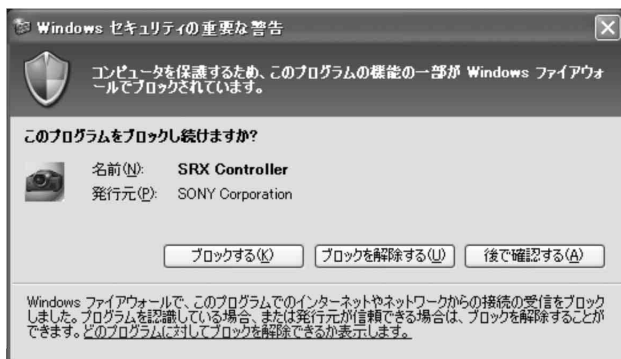 Windows セキュリティの重要な警告
コンピュータを保護するため、このプログラムの機能の一部が Windows ファイアウォ
ールでブロックされています。
このプログラムをブロックし続けますか?
名前(N): SRX Controller
発行元(P): SONY Corporation
ブロックする(K) ブロックを解除する(U) 後で確認する(A)
Windows ファイアウォールで、このプログラムでのインターネットやネットワークからの接続の受信をブロック
しました。プログラムを認識している場合、または発行元が信頼できる場合は、ブロックを解除することが
できます。どのプログラムに対してブロックを解除できるか表示します。